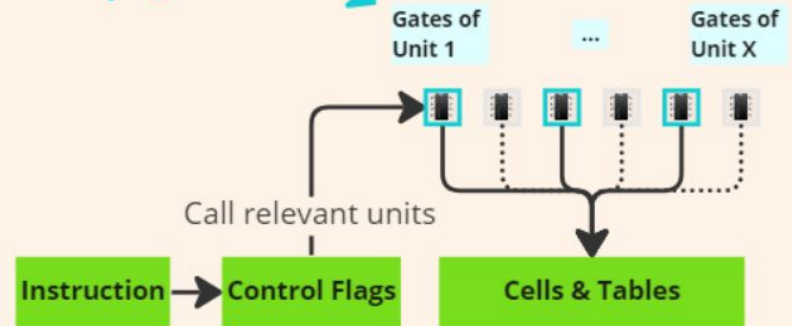 Gates of
Unit 1
...
Gates of
Unit X
Call relevant units
Instruction
Control Flags
Cells & Tables